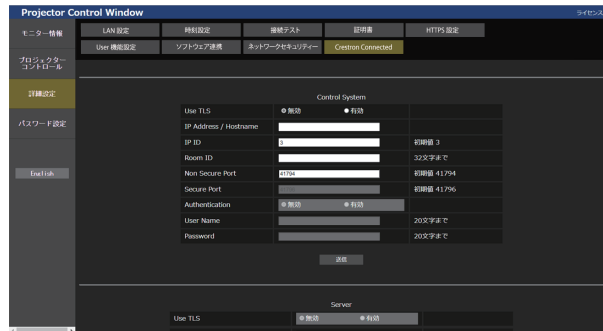 Projector Control Window
ライセンス
モニター情報
プロジェクター
コントロール
詳細設定
パスワード設定
English
LAN 設定
時刻設定
接続テスト
証明書
HTTPS 設定
User 機能設定
ソフトウェア連携
ネットワークセキュリティー
Crestron Connected
Control System
Use TLS 無効 有効
IP Address / Hostname
IP ID 3 初期値 3
Room ID 32文字まで
Non Secure Port 41794 初期値 41794
Secure Port 初期値 41796
Authentication 無効 有効
User Name 20文字まで
Password 20文字まで
送信
Server
Use TLS 無効 有効